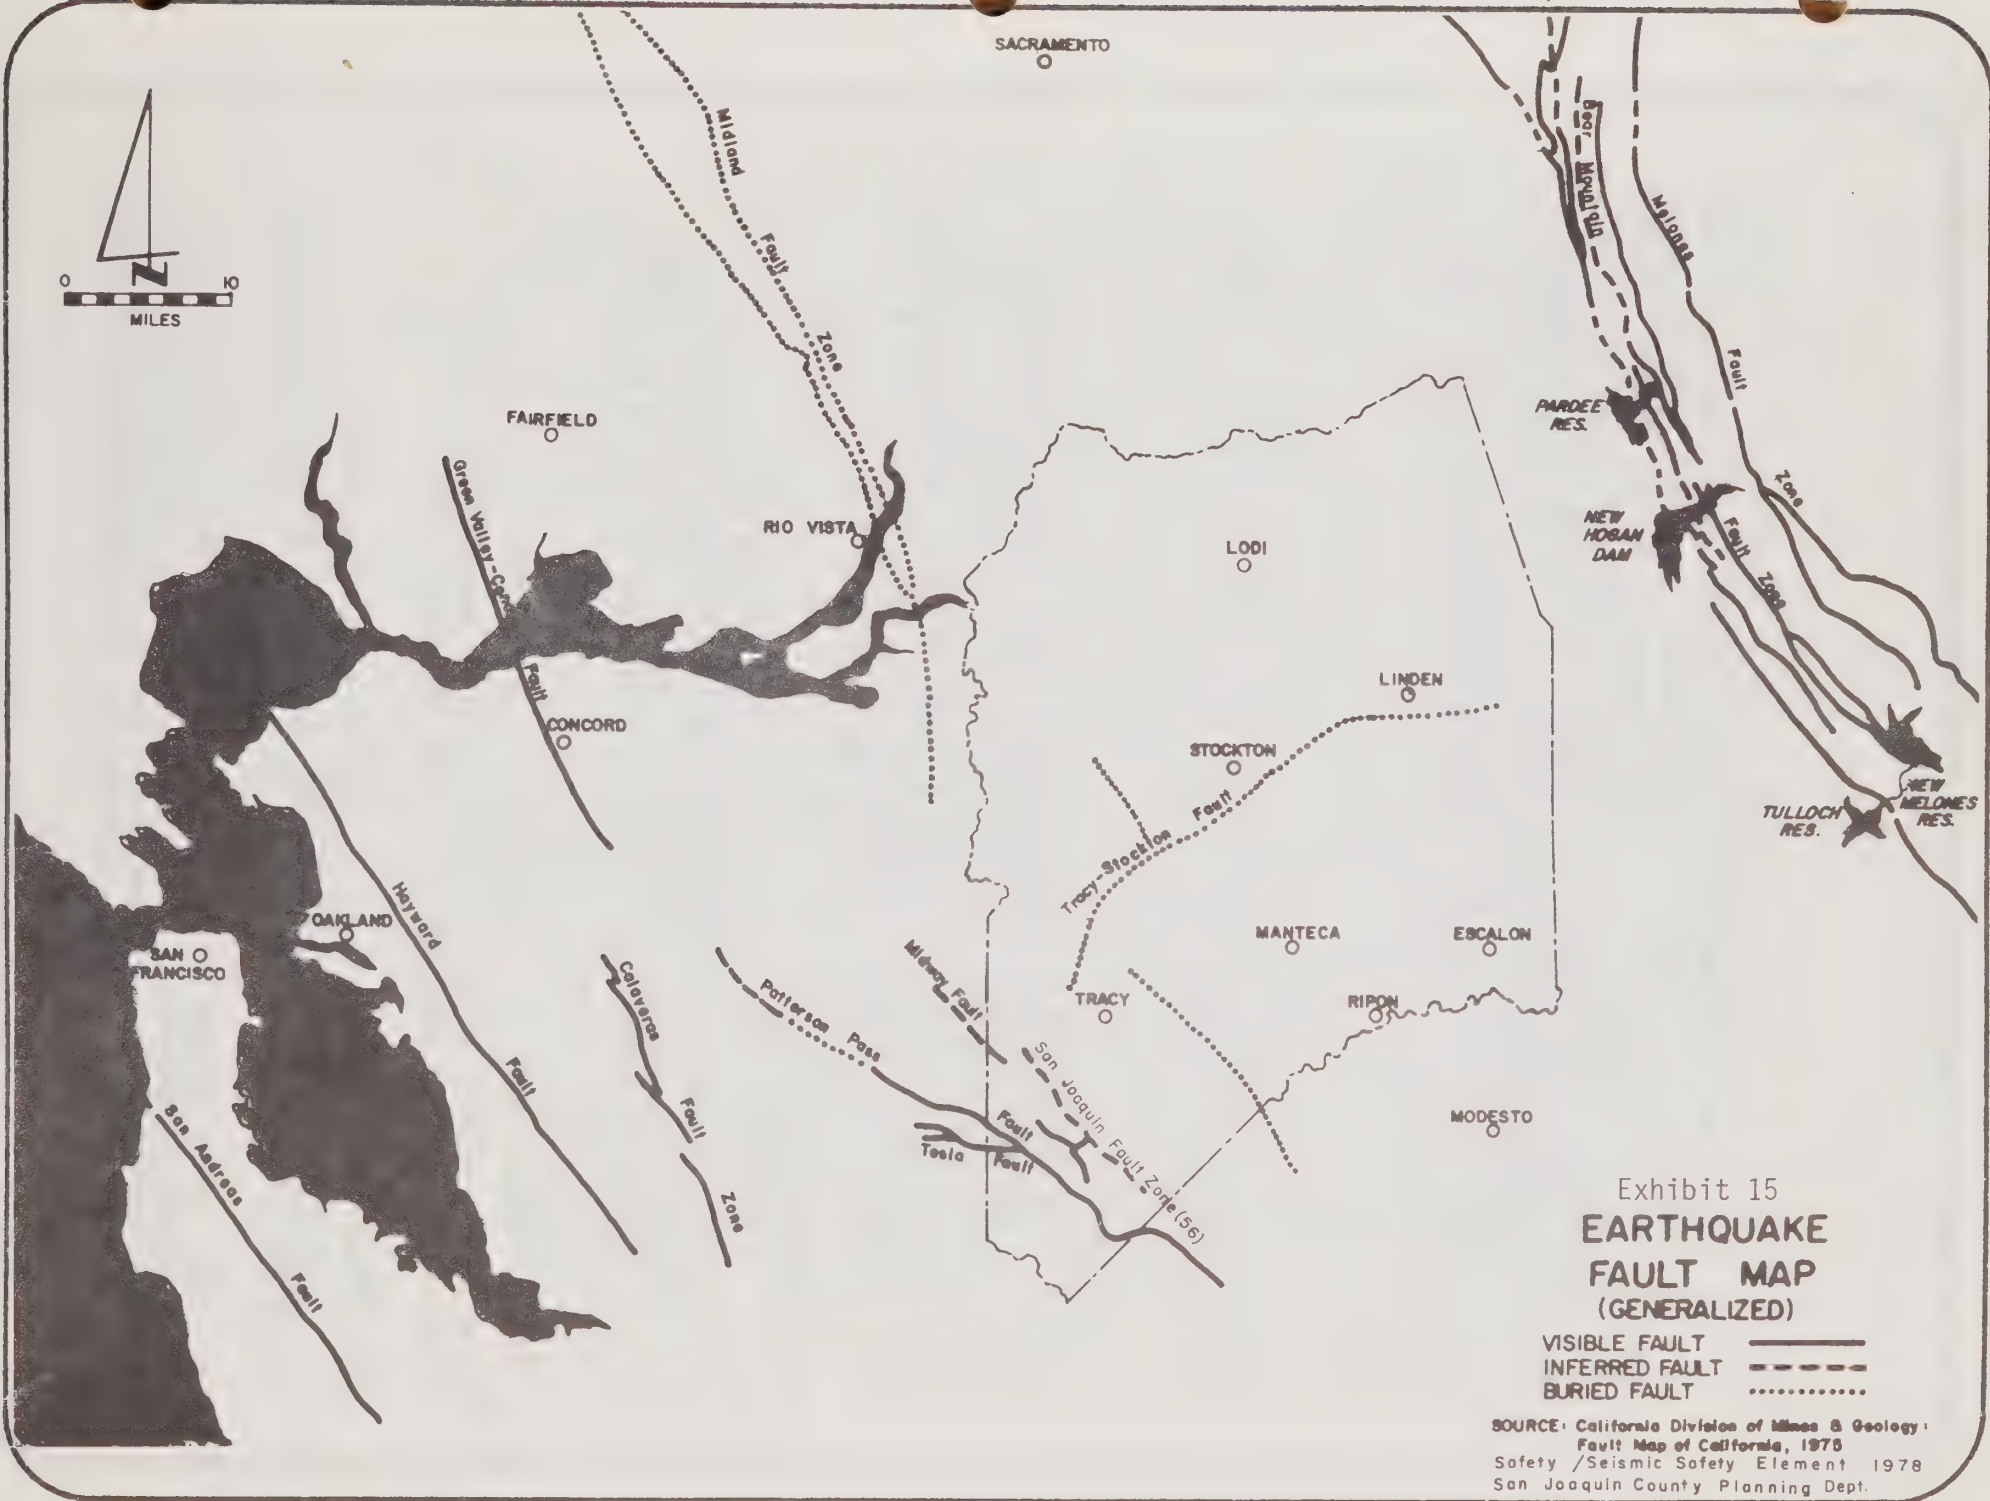 SACRAMENTO
Midland
Fault
Zone
Bear Mountain
Melones
Fault
Zone
N
0 10
MILES
FAIRFIELD
PARDEE
RES.
Green Valley-
Fault
RIO VISTA
NEW
HOGAN
DAM
Fault
Zone
LODI
LINDEN
CONCORD
STOCKTON
Tracy-Stockton Fault
TULLOCH
RES.
NEW
MELONES
RES.
Hayward
Fault
OAKLAND
SAN
FRANCISCO
MANTECA
ESCALON
Calaveras
Fault
Zone
Patterson Pass
Fault
Midway Fault
TRACY
RIPON
San Joaquin Fault Zone (56)
Tesla Fault
MODESTO
San Andreas
Fault
Exhibit 15
EARTHQUAKE
FAULT MAP
(GENERALIZED)
VISIBLE FAULT
INFERRED FAULT
BURIED FAULT
SOURCE: California Division of Mines & Geology:
Fault Map of California, 1975
Safety /Seismic Safety Element 1978
San Joaquin County Planning Dept.